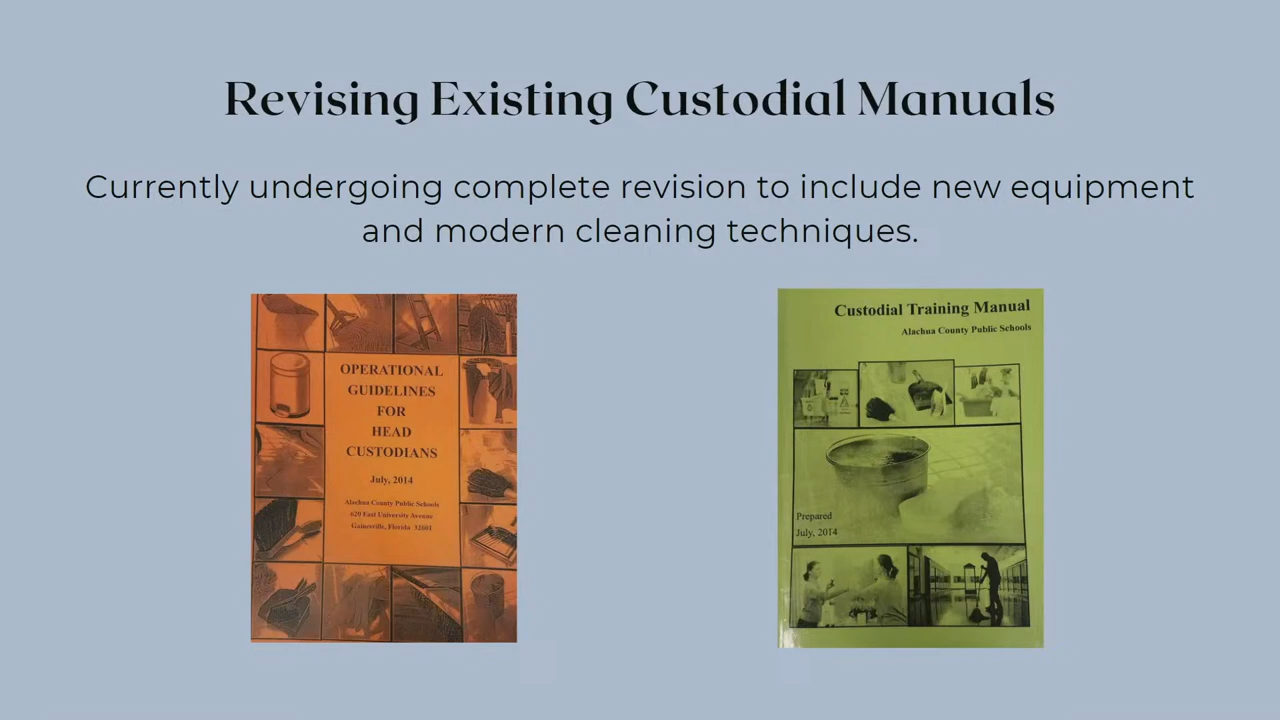 Revising Existing Custodial Manuals
Currently undergoing complete revision to include new equipment
and modern cleaning techniques.
OPERATIONAL
GUIDELINES
FOR
HEAD
CUSTODIANS
July, 2014
Alachua County Public Schools
620 East University Avenue
Gainesville, Florida 32601
Custodial Training Manual
Alachua County Public Schools
Prepared
July, 2014